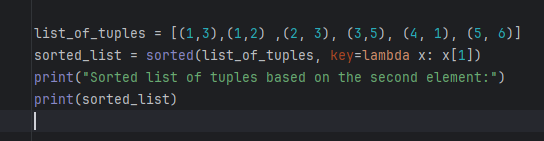 list_of_tuples = [(1,3),(1,2) ,(2, 3), (3,5), (4, 1), (5, 6)]
sorted_list = sorted(list_of_tuples, key=lambda x: x[1])
print("Sorted list of tuples based on the second element:")
print(sorted_list)